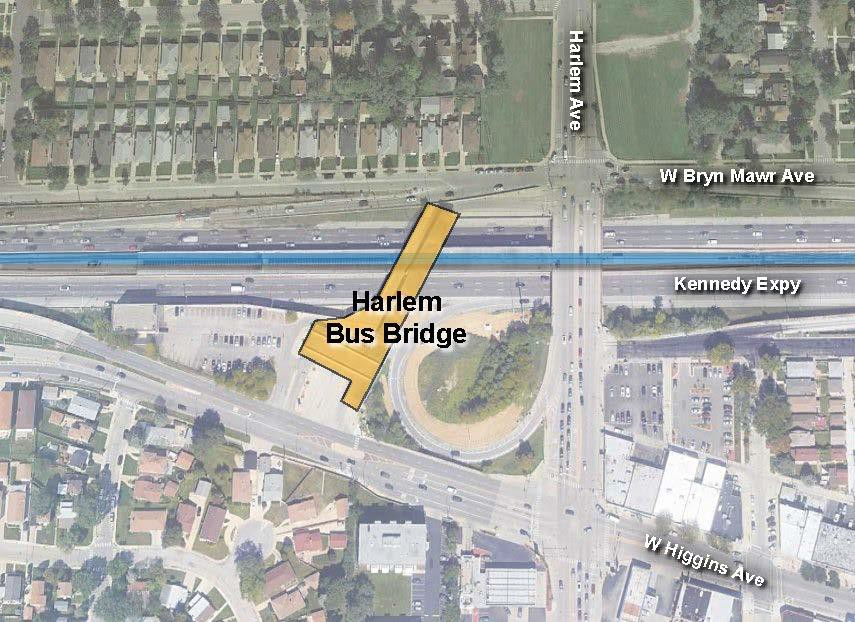 Harlem Ave
W Bryn Mawr Ave
Kennedy Expy
Harlem
Bus Bridge
W Higgins Ave